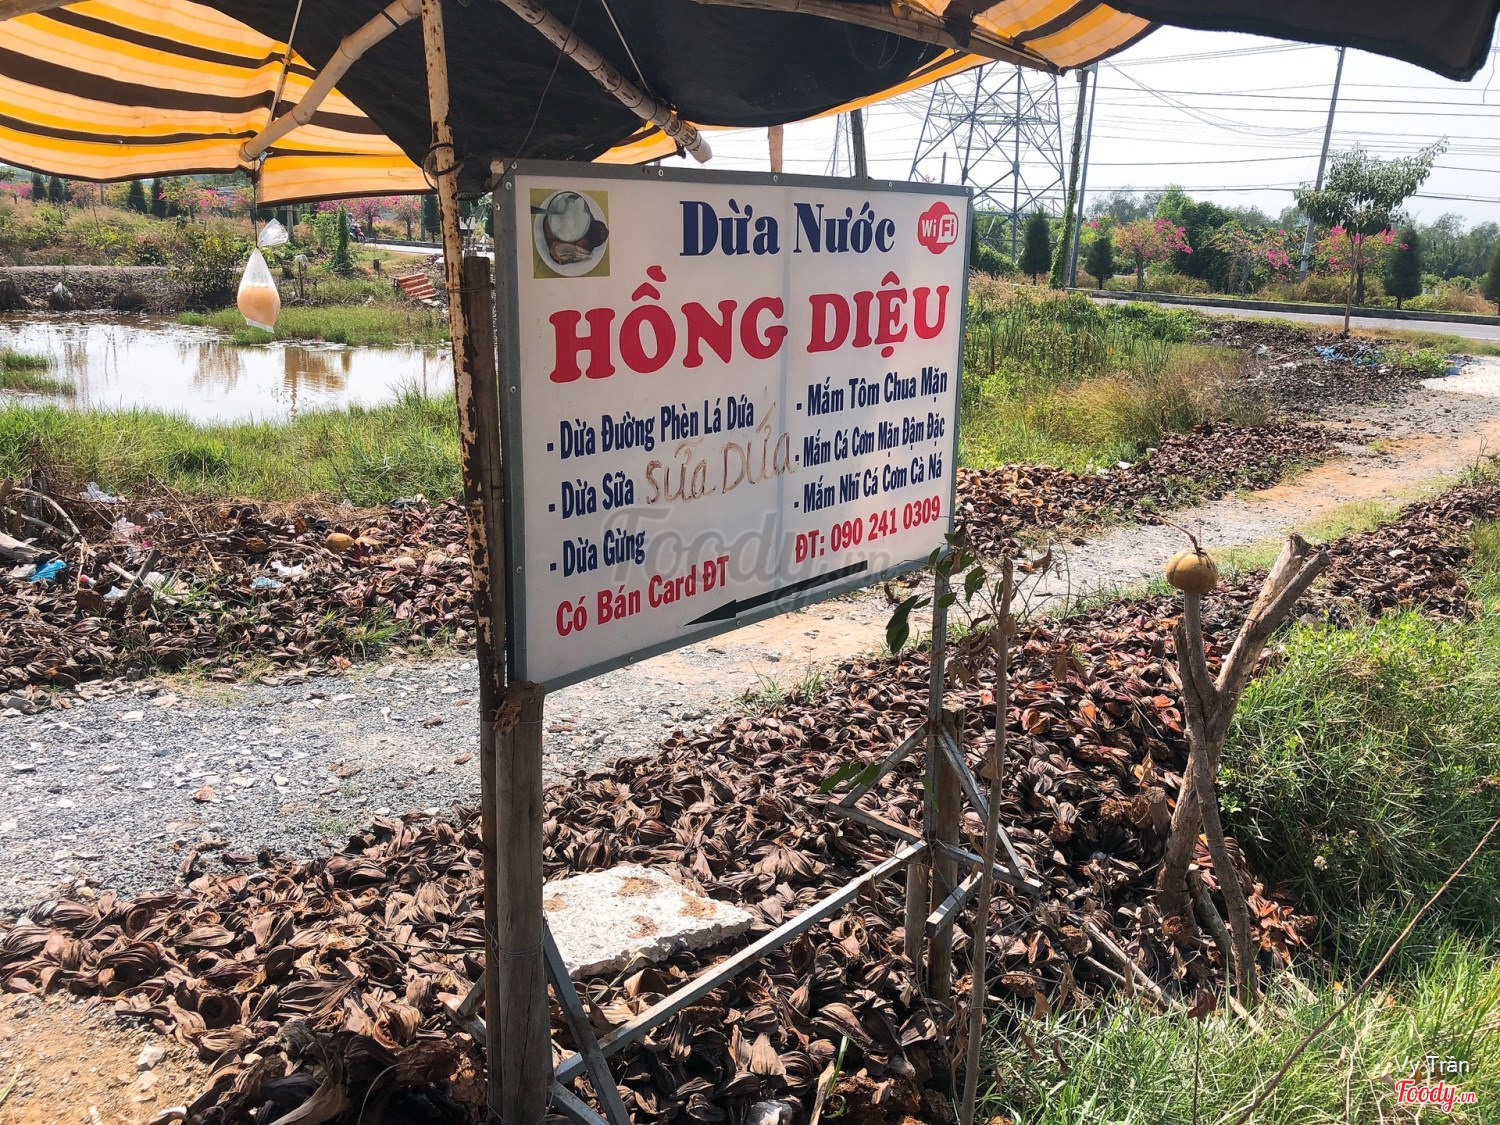 Dừa Nước
WiFi
HỒNG DIỆU
- Dừa Đường Phèn Lá Dứa
- Dừa Sữa SỮA DỨA
- Dừa Gừng
Có Bán Card ĐT
- Mắm Tôm Chua Mặn
- Mắm Cá Cơm Mặn Đậm Đặc
- Mắm Nhĩ Cá Cơm Cà Ná
ĐT: 090 241 0309
Foody.vn
Vy Trần
Foody.vn